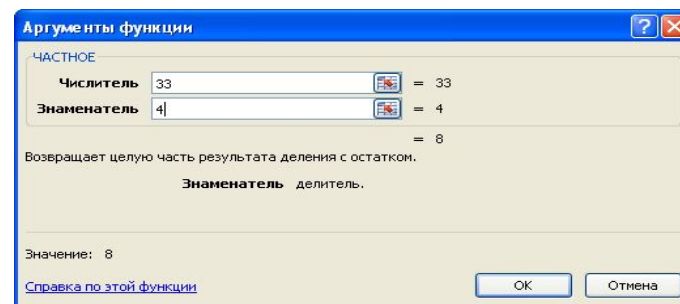 Аргументы функции
ЧАСТНОЕ
Числитель 33 = 33
Знаменатель 4 = 4
= 8
Возвращает целую часть результата деления с остатком.
Знаменатель делитель.
Значение: 8
Справка по этой функции ОК Отмена